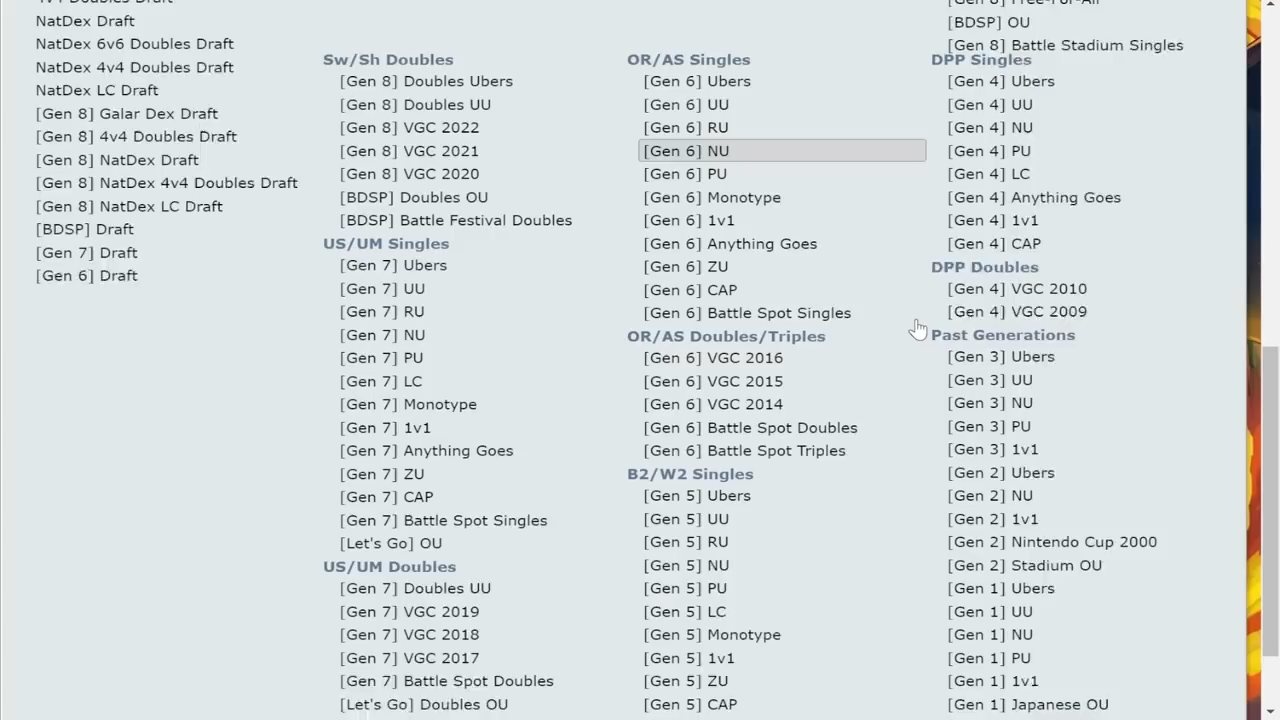 4v4 Doubles Draft
NatDex Draft
NatDex 6v6 Doubles Draft
NatDex 4v4 Doubles Draft
NatDex LC Draft
[Gen 8] Galar Dex Draft
[Gen 8] 4v4 Doubles Draft
[Gen 8] NatDex Draft
[Gen 8] NatDex 4v4 Doubles Draft
[Gen 8] NatDex LC Draft
[BDSP] Draft
[Gen 7] Draft
[Gen 6] Draft
Sw/Sh Doubles
[Gen 8] Doubles Ubers
[Gen 8] Doubles UU
[Gen 8] VGC 2022
[Gen 8] VGC 2021
[Gen 8] VGC 2020
[BDSP] Doubles OU
[BDSP] Battle Festival Doubles
US/UM Singles
[Gen 7] Ubers
[Gen 7] UU
[Gen 7] RU
[Gen 7] NU
[Gen 7] PU
[Gen 7] LC
[Gen 7] Monotype
[Gen 7] 1v1
[Gen 7] Anything Goes
[Gen 7] ZU
[Gen 7] CAP
[Gen 7] Battle Spot Singles
[Let's Go] OU
US/UM Doubles
[Gen 7] Doubles UU
[Gen 7] VGC 2019
[Gen 7] VGC 2018
[Gen 7] VGC 2017
[Gen 7] Battle Spot Doubles
[Let's Go] Doubles OU
OR/AS Singles
[Gen 6] Ubers
[Gen 6] UU
[Gen 6] RU
[Gen 6] NU
[Gen 6] PU
[Gen 6] Monotype
[Gen 6] 1v1
[Gen 6] Anything Goes
[Gen 6] ZU
[Gen 6] CAP
[Gen 6] Battle Spot Singles
OR/AS Doubles/Triples
[Gen 6] VGC 2016
[Gen 6] VGC 2015
[Gen 6] VGC 2014
[Gen 6] Battle Spot Doubles
[Gen 6] Battle Spot Triples
B2/W2 Singles
[Gen 5] Ubers
[Gen 5] UU
[Gen 5] RU
[Gen 5] NU
[Gen 5] PU
[Gen 5] LC
[Gen 5] Monotype
[Gen 5] 1v1
[Gen 5] ZU
[Gen 5] CAP
[Gen 8] Free-For-All
[BDSP] OU
[Gen 8] Battle Stadium Singles
DPP Singles
[Gen 4] Ubers
[Gen 4] UU
[Gen 4] NU
[Gen 4] PU
[Gen 4] LC
[Gen 4] Anything Goes
[Gen 4] 1v1
[Gen 4] CAP
DPP Doubles
[Gen 4] VGC 2010
[Gen 4] VGC 2009
Past Generations
[Gen 3] Ubers
[Gen 3] UU
[Gen 3] NU
[Gen 3] PU
[Gen 3] 1v1
[Gen 2] Ubers
[Gen 2] NU
[Gen 2] 1v1
[Gen 2] Nintendo Cup 2000
[Gen 2] Stadium OU
[Gen 1] Ubers
[Gen 1] UU
[Gen 1] NU
[Gen 1] PU
[Gen 1] 1v1
[Gen 1] Japanese OU